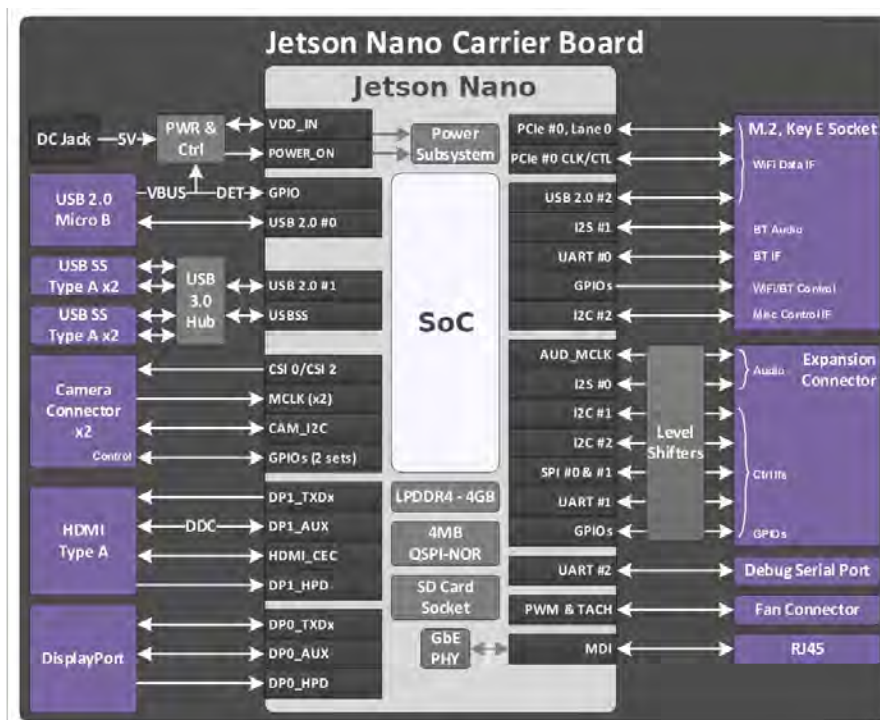 Jetson Nano Carrier Board
Jetson Nano
DC Jack
5V
PWR &
Ctrl
VDD_IN
POWER_ON
Power
Subsystem
USB 2.0
Micro B
VBUS
DET
GPIO
USB 2.0 #0
USB SS
Type A x2
USB SS
Type A x2
USB
3.0
Hub
USB 2.0 #1
USBSS
Camera
Connector
x2
Control
CSI 0/CSI 2
MCLK (x2)
CAM_I2C
GPIOs (2 sets)
HDMI
Type A
DDC
DP1_TXDx
DP1_AUX
HDMI_CEC
DP1_HPD
DisplayPort
DP0_TXDx
DP0_AUX
DP0_HPD
SoC
LPDDR4 - 4GB
4MB
QSPI-NOR
SD Card
Socket
GbE
PHY
PCIe #0, Lane 0
PCIe #0 CLK/CTL
USB 2.0 #2
I2S #1
UART #0
GPIOs
I2C #2
M.2, Key E Socket
WiFi Data IF
BT Audio
BT IF
WiFi/BT Control
Misc Control IF
AUD_MCLK
I2S #0
I2C #1
I2C #2
SPI #0 & #1
UART #1
GPIOs
Level
Shifters
Expansion
Connector
Audio
Ctrl Ifs
GPIOs
UART #2
Debug Serial Port
PWM & TACH
Fan Connector
MDI
RJ45